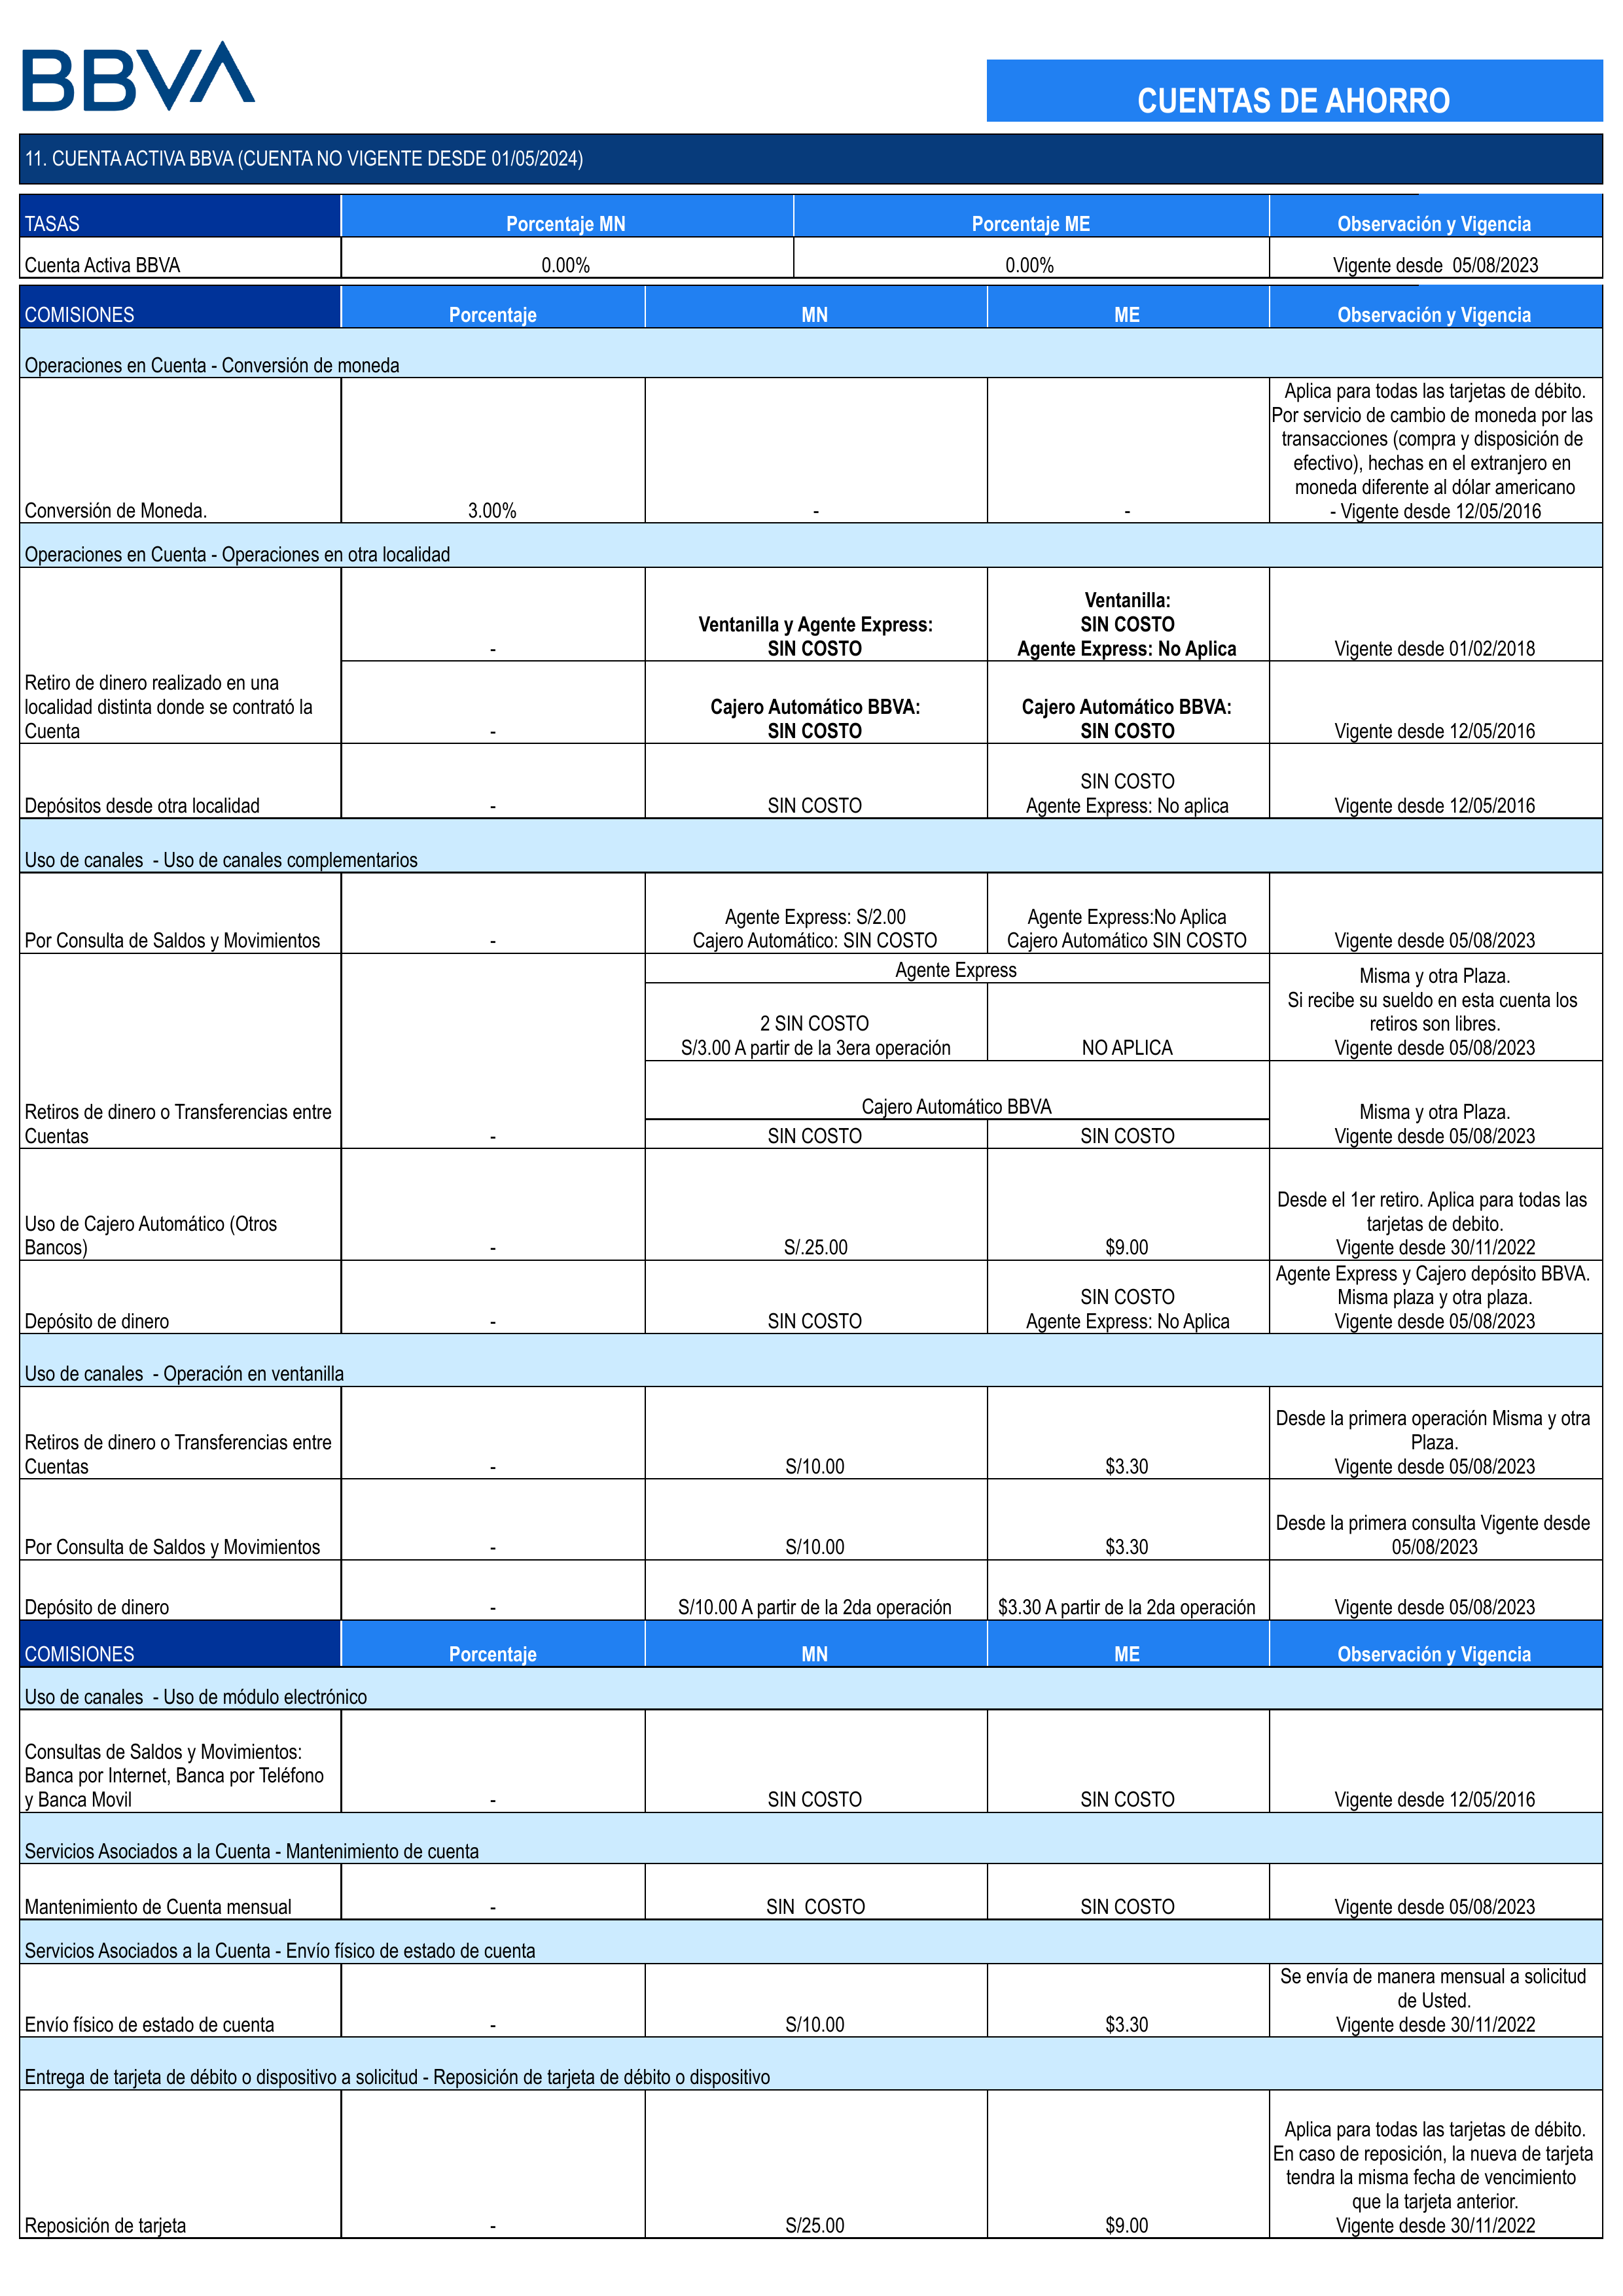 BBVA
CUENTAS DE AHORRO
11. CUENTA ACTIVA BBVA (CUENTA NO VIGENTE DESDE 01/05/2024)
TASAS Porcentaje MN Porcentaje ME Observación y Vigencia
Cuenta Activa BBVA 0.00% 0.00% Vigente desde  05/08/2023
COMISIONES Porcentaje MN ME Observación y Vigencia
Operaciones en Cuenta - Conversión de moneda
Aplica para todas las tarjetas de débito.
Por servicio de cambio de moneda por las
transacciones (compra y disposición de
efectivo), hechas en el extranjero en
moneda diferente al dólar americano
Conversión de Moneda. 3.00% - - - Vigente desde 12/05/2016
Operaciones en Cuenta - Operaciones en otra localidad
Ventanilla:
Ventanilla y Agente Express: SIN COSTO
- SIN COSTO Agente Express: No Aplica Vigente desde 01/02/2018
Retiro de dinero realizado en una
localidad distinta donde se contrató la Cajero Automático BBVA: Cajero Automático BBVA:
Cuenta - SIN COSTO SIN COSTO Vigente desde 12/05/2016
SIN COSTO
Depósitos desde otra localidad - SIN COSTO Agente Express: No aplica Vigente desde 12/05/2016
Uso de canales  - Uso de canales complementarios
Agente Express: S/2.00 Agente Express:No Aplica
Por Consulta de Saldos y Movimientos - Cajero Automático: SIN COSTO Cajero Automático SIN COSTO Vigente desde 05/08/2023
Agente Express Misma y otra Plaza.
Si recibe su sueldo en esta cuenta los
2 SIN COSTO retiros son libres.
S/3.00 A partir de la 3era operación NO APLICA Vigente desde 05/08/2023
Cajero Automático BBVA
Retiros de dinero o Transferencias entre Misma y otra Plaza.
Cuentas - SIN COSTO SIN COSTO Vigente desde 05/08/2023
Desde el 1er retiro. Aplica para todas las
Uso de Cajero Automático (Otros tarjetas de debito.
Bancos) - S/.25.00 $9.00 Vigente desde 30/11/2022
Agente Express y Cajero depósito BBVA.
SIN COSTO Misma plaza y otra plaza.
Depósito de dinero - SIN COSTO Agente Express: No Aplica Vigente desde 05/08/2023
Uso de canales  - Operación en ventanilla
Desde la primera operación Misma y otra
Retiros de dinero o Transferencias entre Plaza.
Cuentas - S/10.00 $3.30 Vigente desde 05/08/2023
Desde la primera consulta Vigente desde
Por Consulta de Saldos y Movimientos - S/10.00 $3.30 05/08/2023
Depósito de dinero - S/10.00 A partir de la 2da operación $3.30 A partir de la 2da operación Vigente desde 05/08/2023
COMISIONES Porcentaje MN ME Observación y Vigencia
Uso de canales  - Uso de módulo electrónico
Consultas de Saldos y Movimientos:
Banca por Internet, Banca por Teléfono
y Banca Movil - SIN COSTO SIN COSTO Vigente desde 12/05/2016
Servicios Asociados a la Cuenta - Mantenimiento de cuenta
Mantenimiento de Cuenta mensual - SIN  COSTO SIN COSTO Vigente desde 05/08/2023
Servicios Asociados a la Cuenta - Envío físico de estado de cuenta
Se envía de manera mensual a solicitud
de Usted.
Envío físico de estado de cuenta - S/10.00 $3.30 Vigente desde 30/11/2022
Entrega de tarjeta de débito o dispositivo a solicitud - Reposición de tarjeta de débito o dispositivo
Aplica para todas las tarjetas de débito.
En caso de reposición, la nueva de tarjeta
tendra la misma fecha de vencimiento
que la tarjeta anterior.
Reposición de tarjeta - S/25.00 $9.00 Vigente desde 30/11/2022